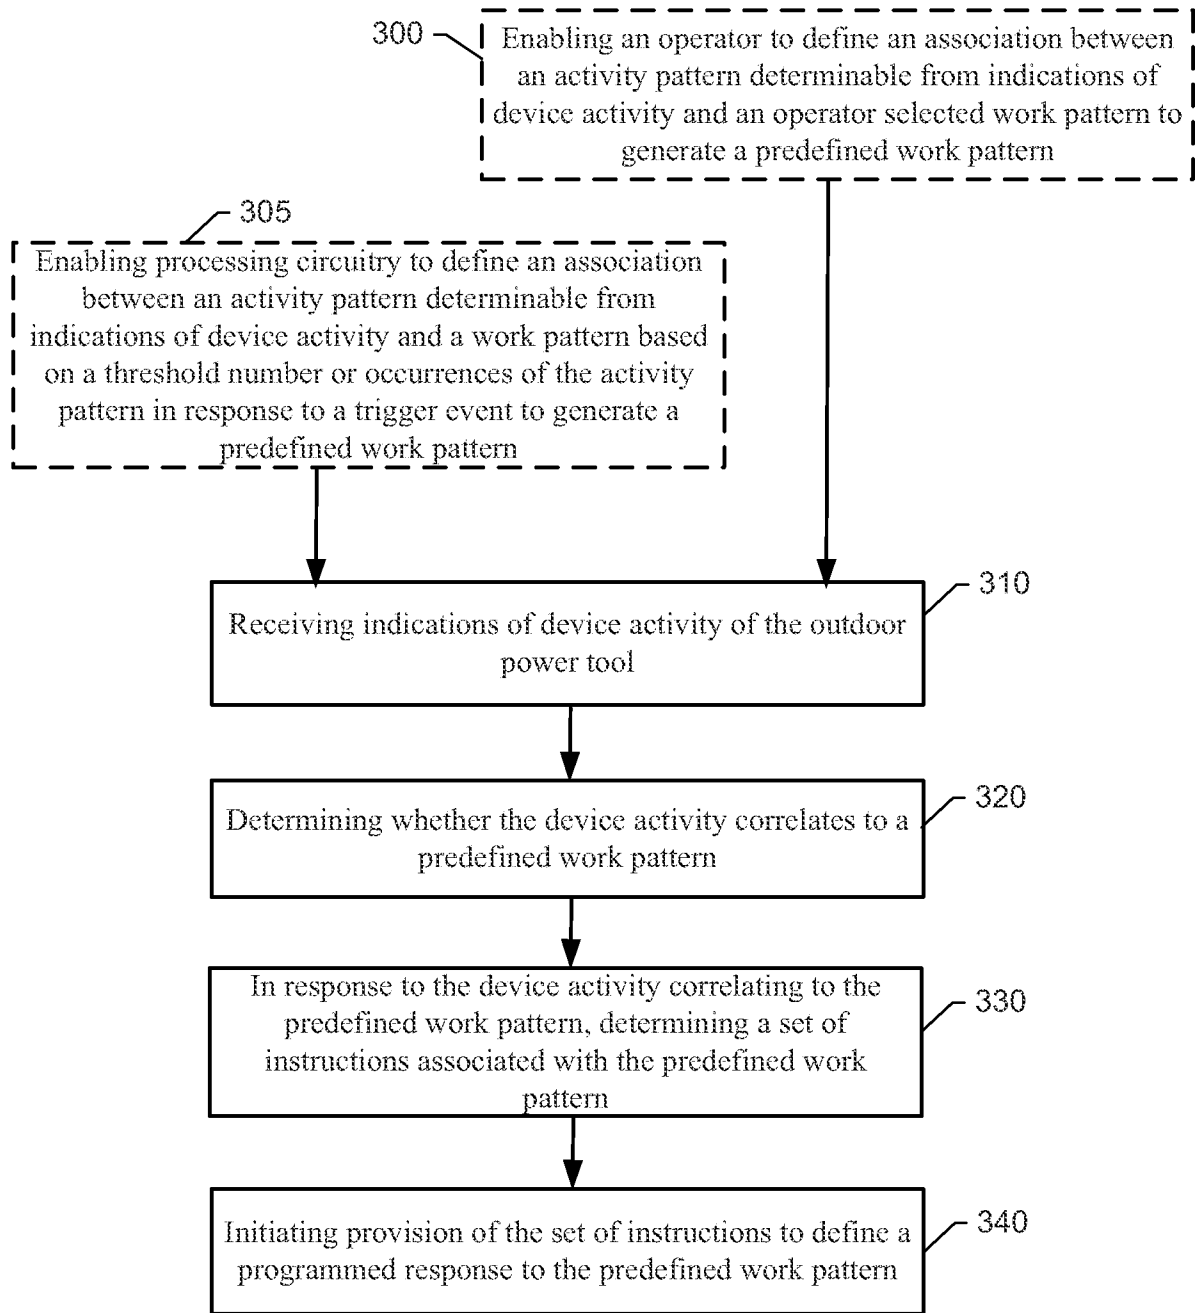 300
Enabling an operator to define an association between
an activity pattern determinable from indications of
device activity and an operator selected work pattern to
generate a predefined work pattern
305
Enabling processing circuitry to define an association
between an activity pattern determinable from
indications of device activity and a work pattern based
on a threshold number or occurrences of the activity
pattern in response to a trigger event to generate a
predefined work pattern
310
Receiving indications of device activity of the outdoor
power tool
320
Determining whether the device activity correlates to a
predefined work pattern
330
In response to the device activity correlating to the
predefined work pattern, determining a set of
instructions associated with the predefined work
pattern
340
Initiating provision of the set of instructions to define a
programmed response to the predefined work pattern